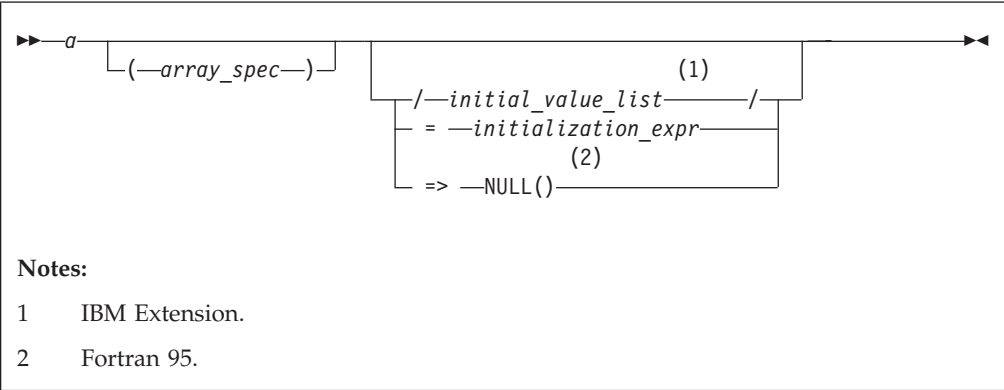 a
(array_spec)
(1)
/initial_value_list/
= initialization_expr
(2)
=> NULL()
Notes:
1 IBM Extension.
2 Fortran 95.